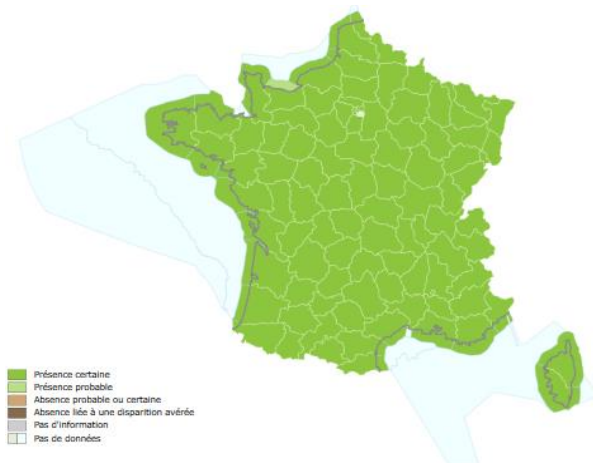 Présence certaine
Présence probable
Absence probable ou certaine
Absence liée à une disparition avérée
Pas d'information
Pas de données